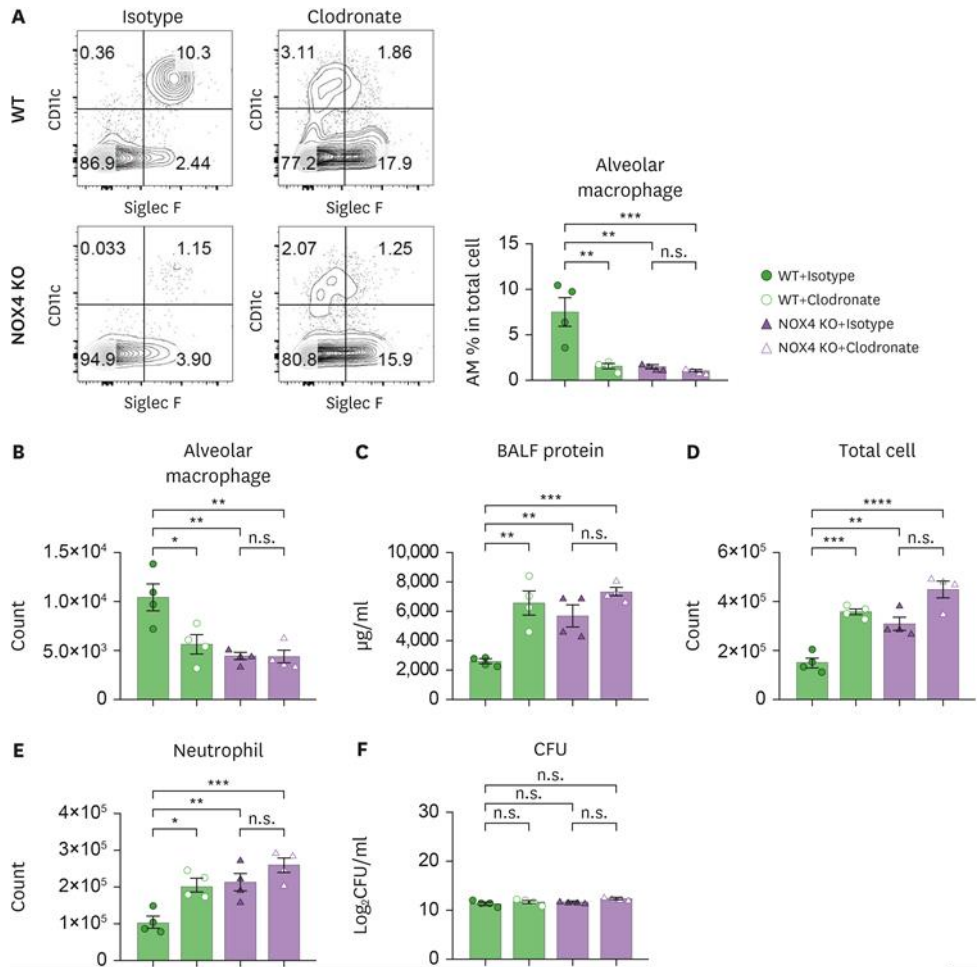 A
Isotype
Clodronate
WT
CD11c
0.36
10.3
86.9
2.44
Siglec F
CD11c
3.11
1.86
77.2
17.9
Siglec F
NOX4 KO
CD11c
0.033
1.15
94.9
3.90
Siglec F
CD11c
2.07
1.25
80.8
15.9
Siglec F
Alveolar
macrophage
***
**
**
n.s.
AM % in total cell
15
10
5
0
WT+Isotype
WT+Clodronate
NOX4 KO+Isotype
NOX4 KO+Clodronate
B
Alveolar
macrophage
**
**
*
n.s.
Count
1.5×10⁴
1.0×10⁴
5.0×10³
0
C
BALF protein
***
**
**
n.s.
µg/ml
10,000
8,000
6,000
4,000
2,000
0
D
Total cell
****
**
***
n.s.
Count
6×10⁵
4×10⁵
2×10⁵
0
E
Neutrophil
***
**
*
n.s.
Count
4×10⁵
3×10⁵
2×10⁵
1×10⁵
0
F
CFU
n.s.
n.s.
n.s.
n.s.
Log₂CFU/ml
30
20
10
0